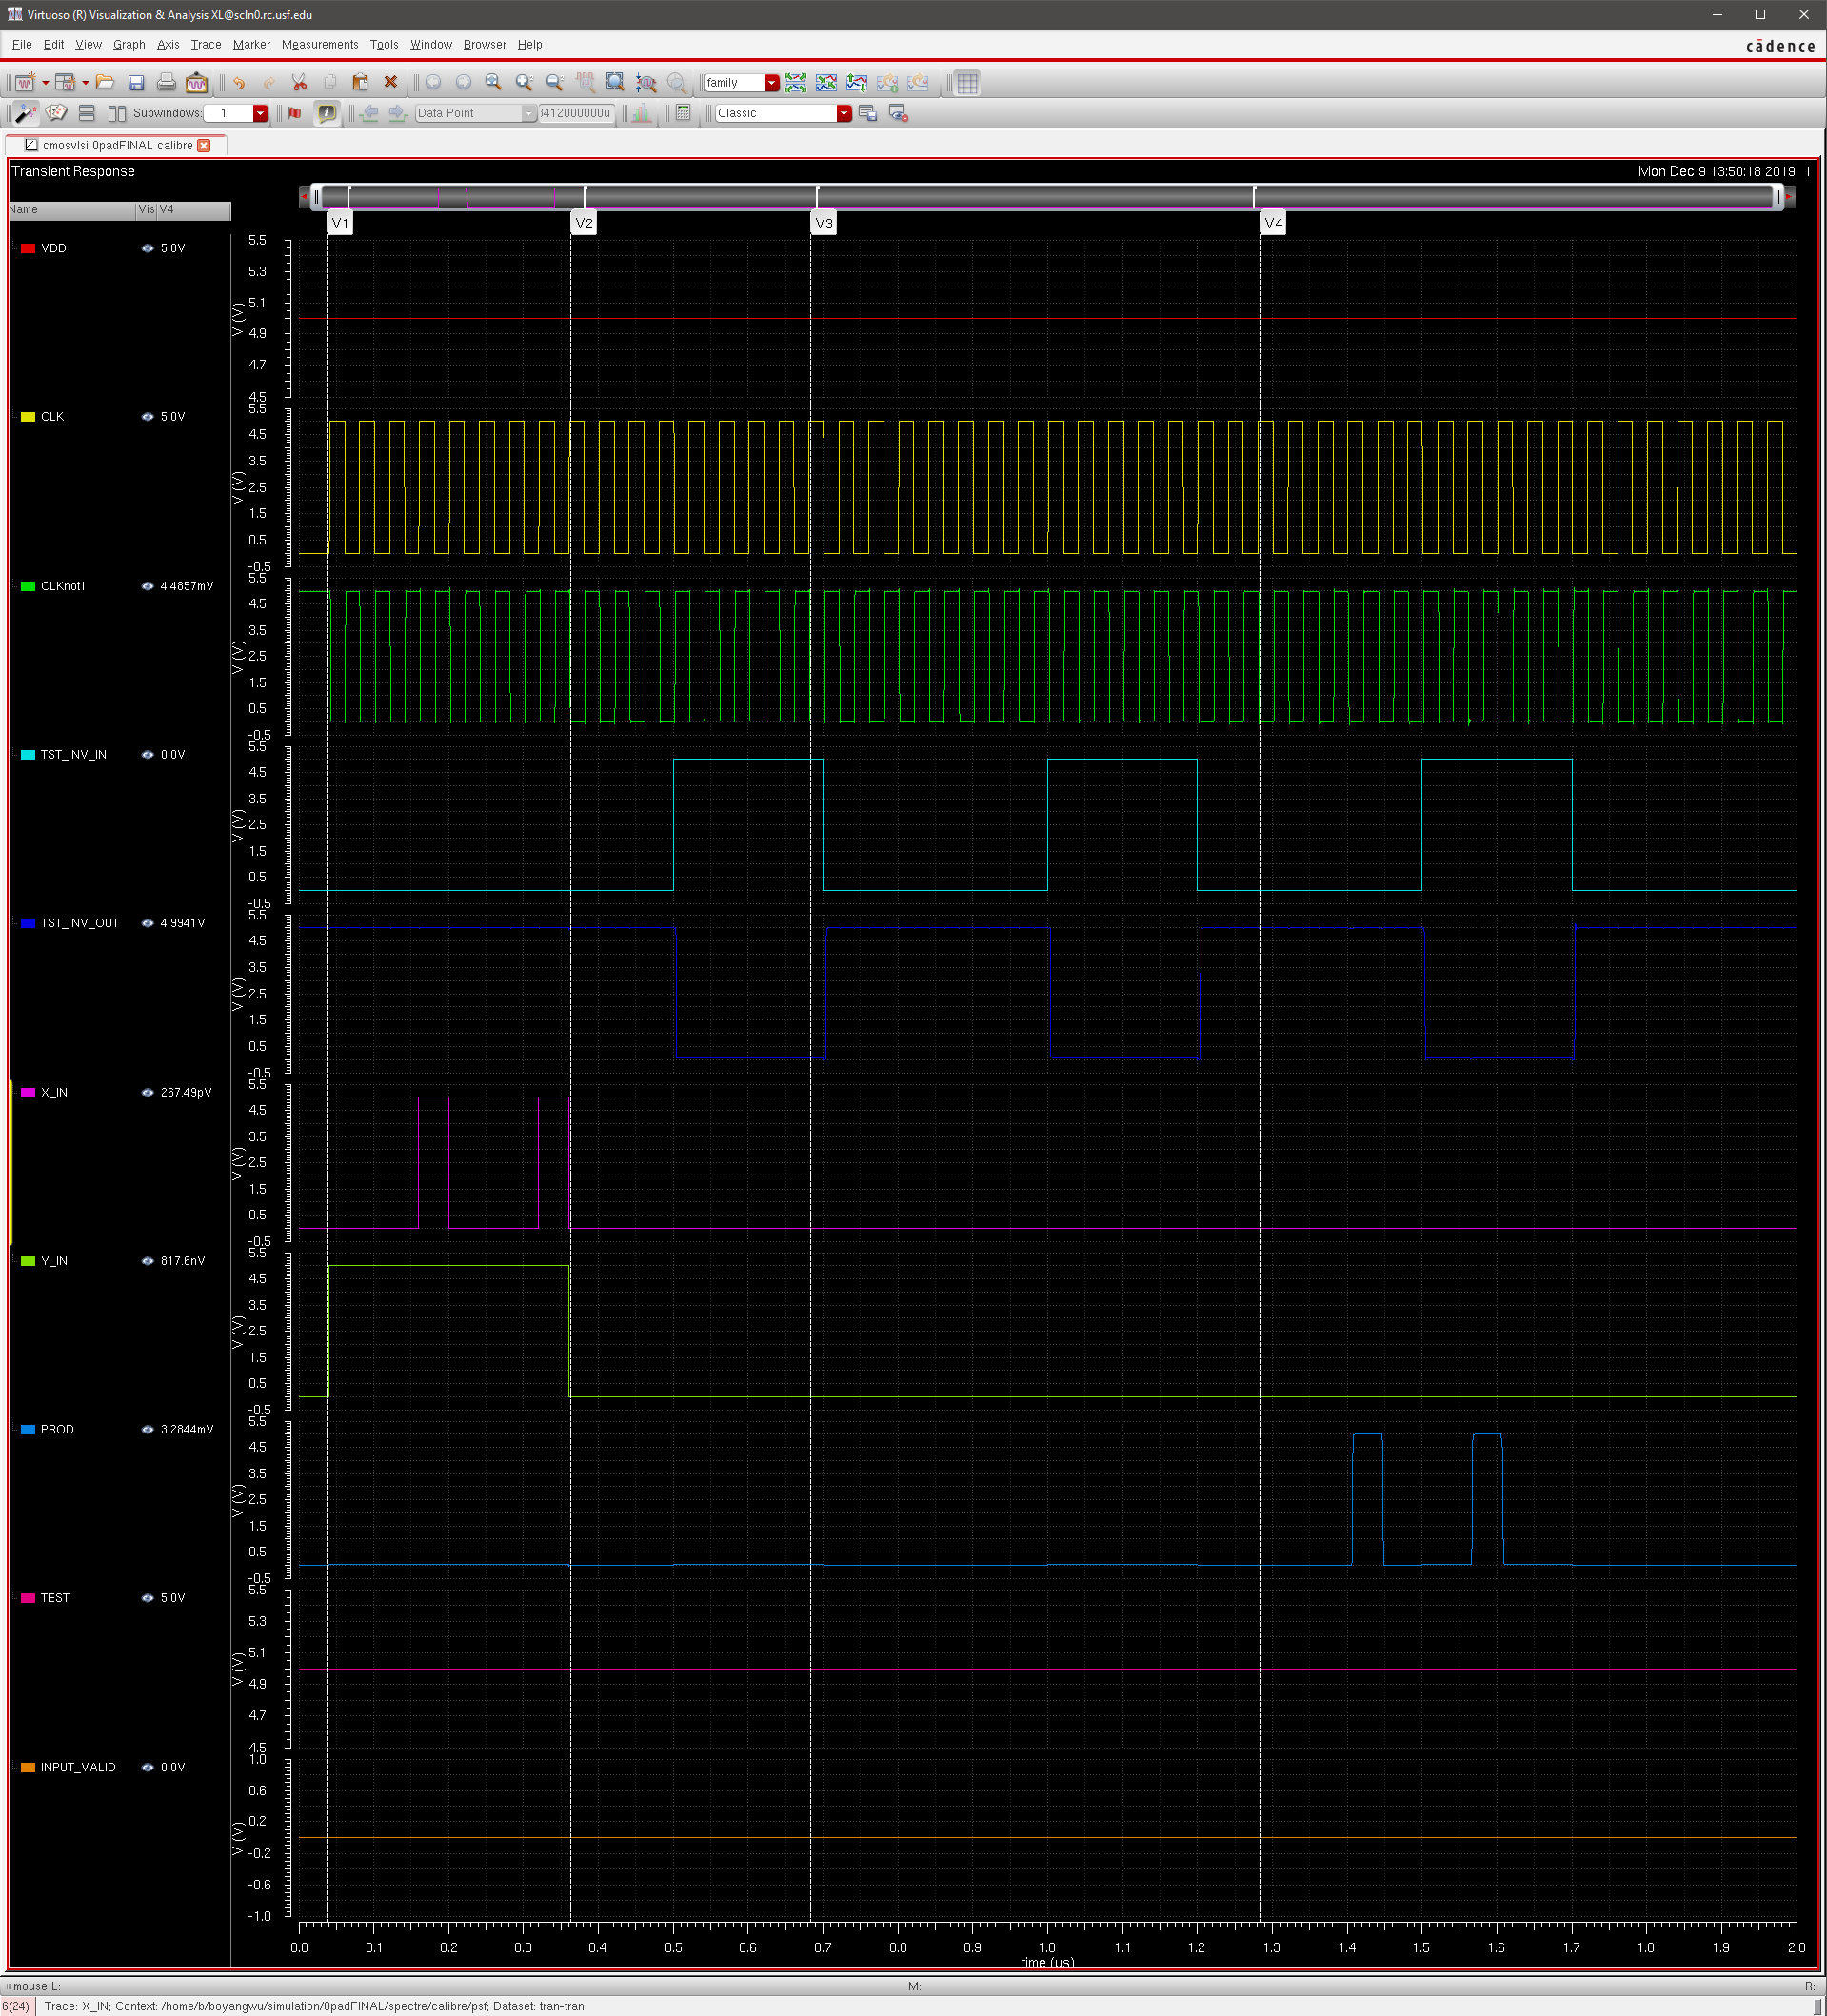 Virtuoso (R) Visualization & Analysis XL@scln0.rc.usf.edu
File Edit View Graph Axis Trace Marker Measurements Tools Window Browser Help
cādence
family
Subwindows: 1 Data Point 412000000u Classic
cmosvlsi 0padFINAL calibre
Transient Response
Mon Dec 9 13:50:18 2019 1
Name Vis V4
V1 V2 V3 V4
VDD 5.0V
5.5
5.3
5.1
4.9
4.7
4.5
V (V)
CLK 5.0V
5.5
4.5
3.5
2.5
1.5
0.5
-0.5
V (V)
CLKnot1 4.4857mV
5.5
4.5
3.5
2.5
1.5
0.5
-0.5
V (V)
TST_INV_IN 0.0V
5.5
4.5
3.5
2.5
1.5
0.5
-0.5
V (V)
TST_INV_OUT 4.9941V
5.5
4.5
3.5
2.5
1.5
0.5
-0.5
V (V)
X_IN 267.49pV
5.5
4.5
3.5
2.5
1.5
0.5
-0.5
V (V)
Y_IN 817.6nV
5.5
4.5
3.5
2.5
1.5
0.5
-0.5
V (V)
PROD 3.2844mV
5.5
4.5
3.5
2.5
1.5
0.5
-0.5
V (V)
TEST 5.0V
5.5
5.3
5.1
4.9
4.7
4.5
V (V)
INPUT_VALID 0.0V
1.0
0.6
0.2
-0.2
-0.6
-1.0
V (V)
0.0 0.1 0.2 0.3 0.4 0.5 0.6 0.7 0.8 0.9 1.0 1.1 1.2 1.3 1.4 1.5 1.6 1.7 1.8 1.9 2.0
time (us)
mouse L: M: R:
6(24) Trace: X_IN; Context: /home/b/boyangwu/simulation/0padFINAL/spectre/calibre/psf; Dataset: tran-tran